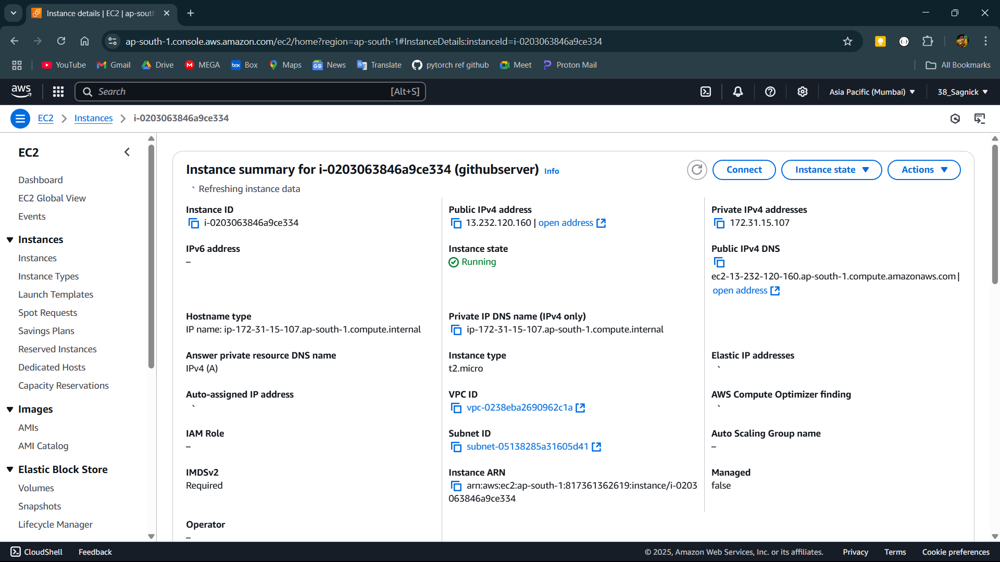 Instance details | EC2 | ap-south
ap-south-1.console.aws.amazon.com/ec2/home?region=ap-south-1#InstanceDetails:instanceId=i-0203063846a9ce334
YouTube Gmail Drive MEGA box Box Maps News Translate pytorch ref github Meet Proton Mail All Bookmarks
aws Search [Alt+S] Asia Pacific (Mumbai) 38_Sagnick
EC2 Instances i-0203063846a9ce334
EC2
Dashboard
EC2 Global View
Events
Instances
Instances
Instance Types
Launch Templates
Spot Requests
Savings Plans
Reserved Instances
Dedicated Hosts
Capacity Reservations
Images
AMIs
AMI Catalog
Elastic Block Store
Volumes
Snapshots
Lifecycle Manager
Instance summary for i-0203063846a9ce334 (githubserver) Info
Connect Instance state Actions
Refreshing instance data
Instance ID
i-0203063846a9ce334
Public IPv4 address
13.232.120.160 | open address
Private IPv4 addresses
172.31.15.107
IPv6 address
–
Instance state
Running
Public IPv4 DNS
ec2-13-232-120-160.ap-south-1.compute.amazonaws.com |
open address
Hostname type
IP name: ip-172-31-15-107.ap-south-1.compute.internal
Private IP DNS name (IPv4 only)
ip-172-31-15-107.ap-south-1.compute.internal
Answer private resource DNS name
IPv4 (A)
Instance type
t2.micro
Elastic IP addresses
Auto-assigned IP address
VPC ID
vpc-0238eba2690962c1a
AWS Compute Optimizer finding
IAM Role
–
Subnet ID
subnet-05138285a31605d41
Auto Scaling Group name
–
IMDSv2
Required
Instance ARN
arn:aws:ec2:ap-south-1:817361362619:instance/i-0203
063846a9ce334
Managed
false
Operator
–
CloudShell Feedback © 2025, Amazon Web Services, Inc. or its affiliates. Privacy Terms Cookie preferences